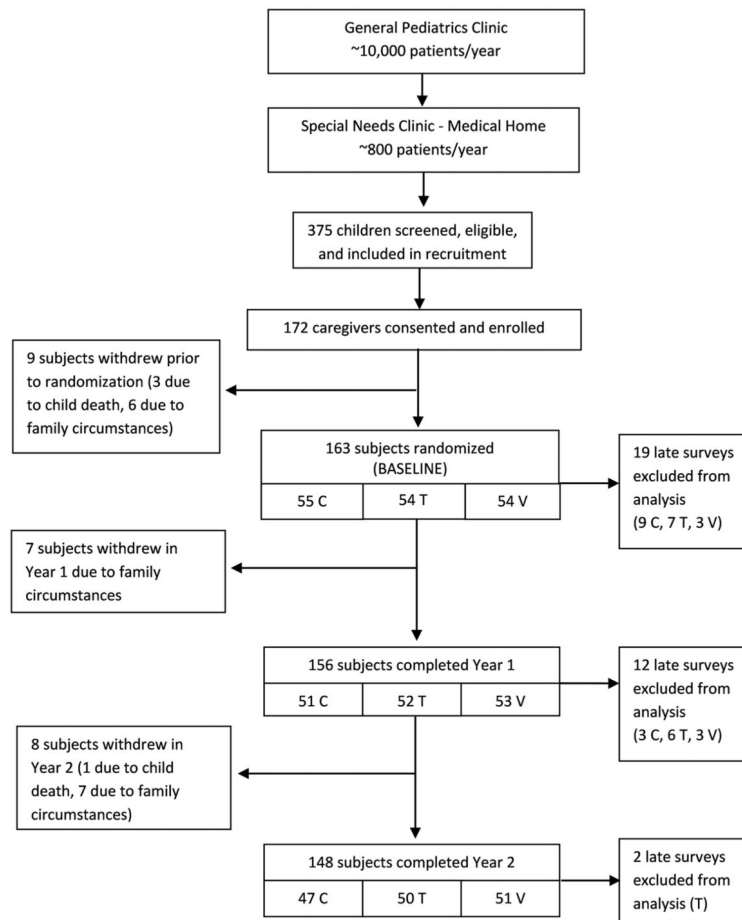 General Pediatrics Clinic
~10,000 patients/year
Special Needs Clinic - Medical Home
~800 patients/year
375 children screened, eligible,
and included in recruitment
172 caregivers consented and enrolled
9 subjects withdrew prior
to randomization (3 due
to child death, 6 due to
family circumstances)
163 subjects randomized
(BASELINE)
55 C
54 T
54 V
19 late surveys
excluded from
analysis
(9 C, 7 T, 3 V)
7 subjects withdrew in
Year 1 due to family
circumstances
156 subjects completed Year 1
51 C
52 T
53 V
12 late surveys
excluded from
analysis
(3 C, 6 T, 3 V)
8 subjects withdrew in
Year 2 (1 due to child
death, 7 due to family
circumstances)
148 subjects completed Year 2
47 C
50 T
51 V
2 late surveys
excluded from
analysis (T)